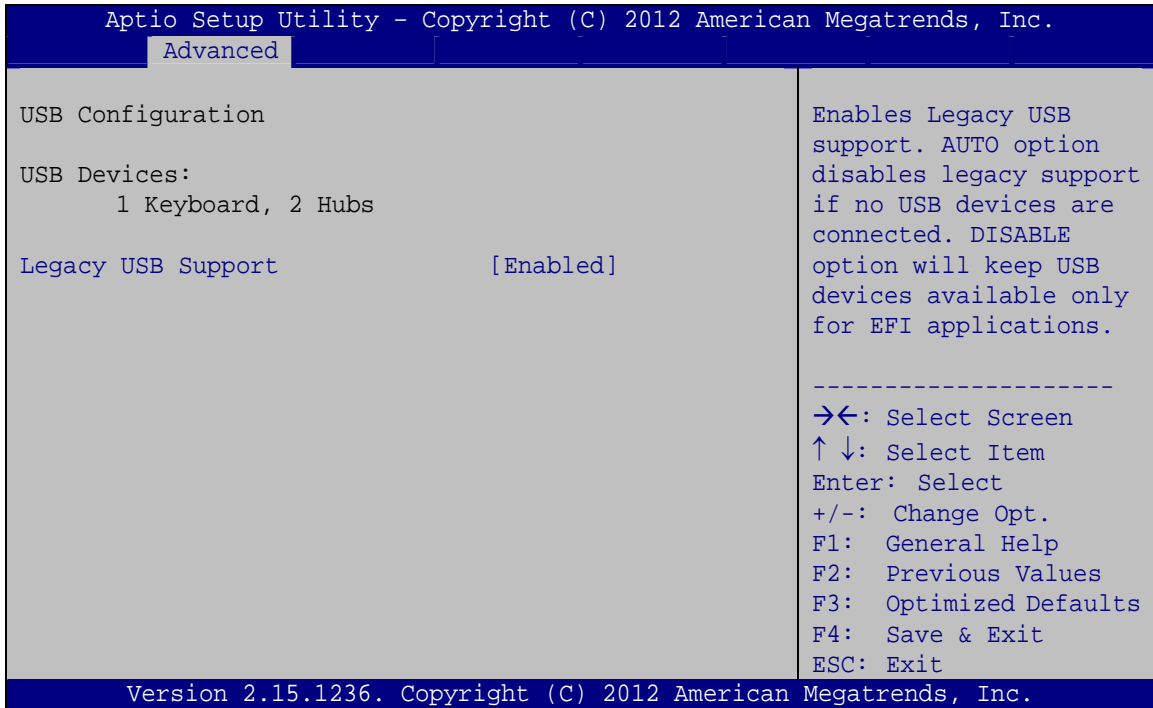 Aptio Setup Utility – Copyright (C) 2012 American Megatrends, Inc.
Advanced
USB Configuration
USB Devices:
1 Keyboard, 2 Hubs
Legacy USB Support [Enabled]
Enables Legacy USB
support. AUTO option
disables legacy support
if no USB devices are
connected. DISABLE
option will keep USB
devices available only
for EFI applications.
---------------------
→←: Select Screen
↑ ↓: Select Item
Enter: Select
+/-: Change Opt.
F1: General Help
F2: Previous Values
F3: Optimized Defaults
F4: Save & Exit
ESC: Exit
Version 2.15.1236. Copyright (C) 2012 American Megatrends, Inc.